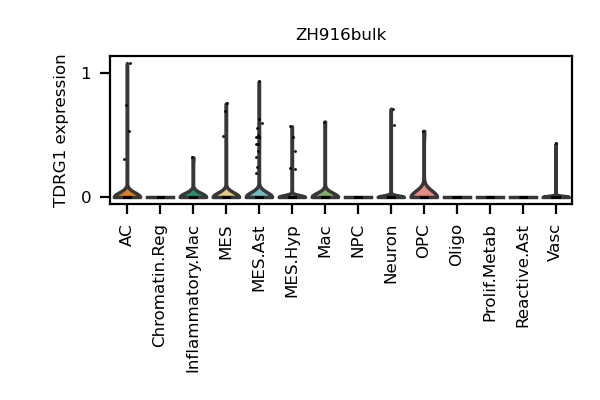 ZH916bulk
TDRG1 expression
1
0
AC
Chromatin.Reg
Inflammatory.Mac
MES
MES.Ast
MES.Hyp
Mac
NPC
Neuron
OPC
Oligo
Prolif.Metab
Reactive.Ast
Vasc